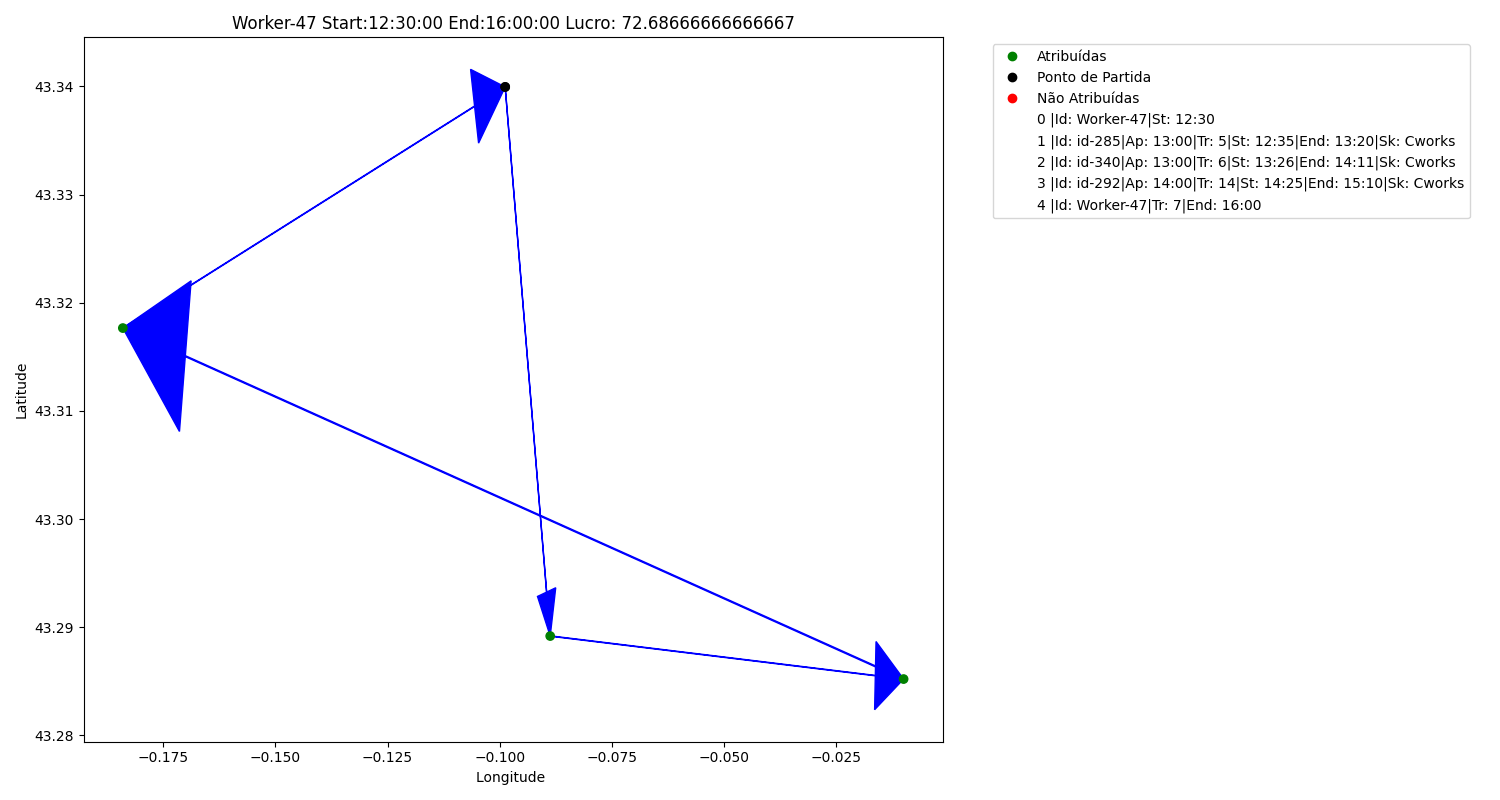 Worker-47 Start:12:30:00 End:16:00:00 Lucro: 72.68666666666667
43.34
43.33
43.32
43.31
43.30
43.29
43.28
Latitude
−0.175
−0.150
−0.125
−0.100
−0.075
−0.050
−0.025
Longitude
Atribuídas
Ponto de Partida
Não Atribuídas
0 |Id: Worker-47|St: 12:30
1 |Id: id-285|Ap: 13:00|Tr: 5|St: 12:35|End: 13:20|Sk: Cworks
2 |Id: id-340|Ap: 13:00|Tr: 6|St: 13:26|End: 14:11|Sk: Cworks
3 |Id: id-292|Ap: 14:00|Tr: 14|St: 14:25|End: 15:10|Sk: Cworks
4 |Id: Worker-47|Tr: 7|End: 16:00